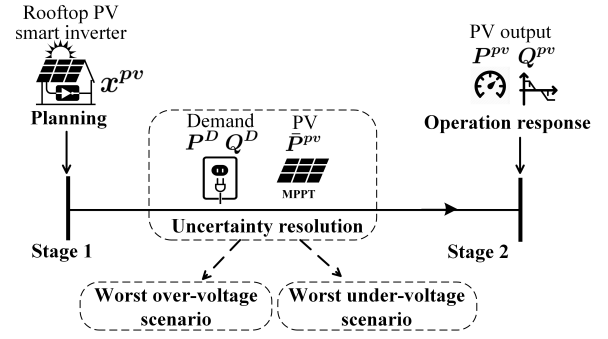 Rooftop PV
smart inverter
x^{pv}
Planning
Demand
P^D Q^D
PV
P̄^{pv}
MPPT
Uncertainty resolution
PV output
P^{pv} Q^{pv}
Operation response
Stage 1
Stage 2
Worst over-voltage
scenario
Worst under-voltage
scenario